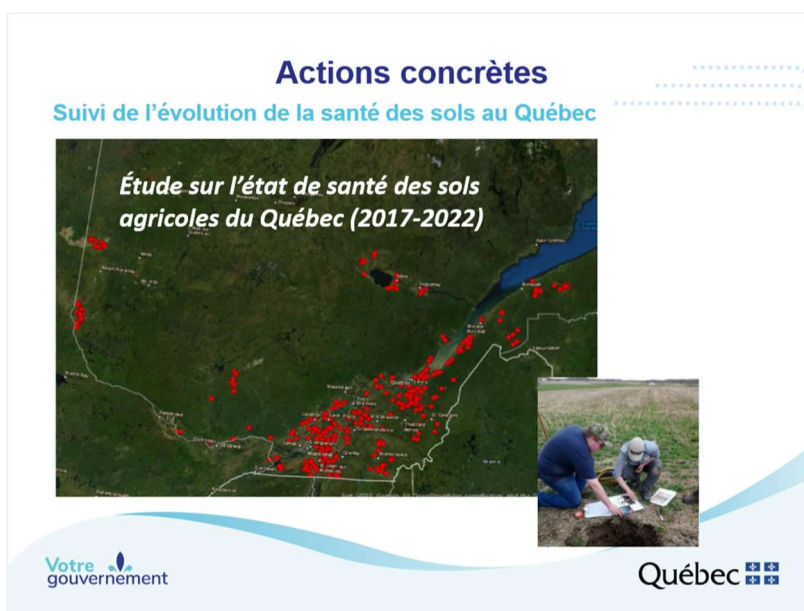 Actions concrètes
Suivi de l'évolution de la santé des sols au Québec
Étude sur l'état de santé des sols
agricoles du Québec (2017-2022)
Votre
gouvernement
Québec